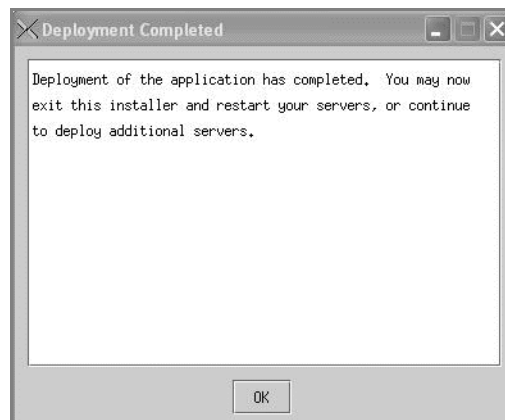 Deployment Completed
Deployment of the application has completed. You may now
exit this installer and restart your servers, or continue
to deploy additional servers.
OK